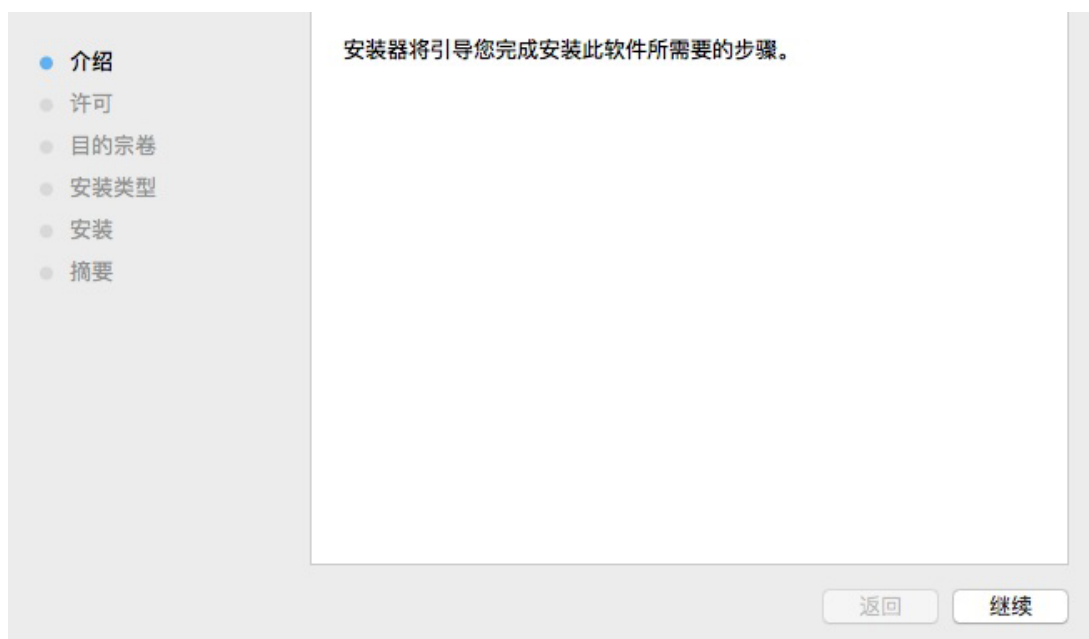 介绍
许可
目的宗卷
安装类型
安装
摘要
安装器将引导您完成安装此软件所需要的步骤。
返回
继续